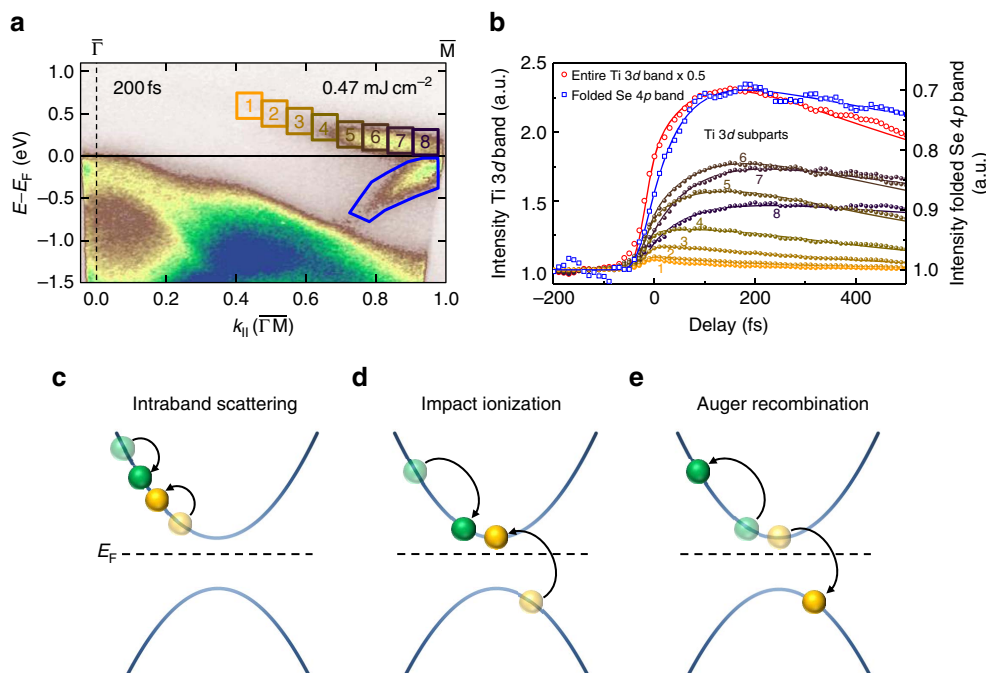 a
Γ̅
M̅
200 fs
0.47 mJ cm⁻²
1.0
0.5
0.0
−0.5
−1.0
−1.5
E−E_F (eV)
1
2
3
4
5
6
7
8
0.0
0.2
0.4
0.6
0.8
1.0
k_II (Γ̅M̅)
b
Entire Ti 3d band x 0.5
Folded Se 4p band
Ti 3d subparts
6
7
5
8
4
3
1
2.5
2.0
1.5
1.0
Intensity Ti 3d band (a.u.)
0.7
0.8
0.9
1.0
Intensity folded Se 4p band
(a.u.)
−200
0
200
400
Delay (fs)
c
Intraband scattering
E_F
d
Impact ionization
e
Auger recombination